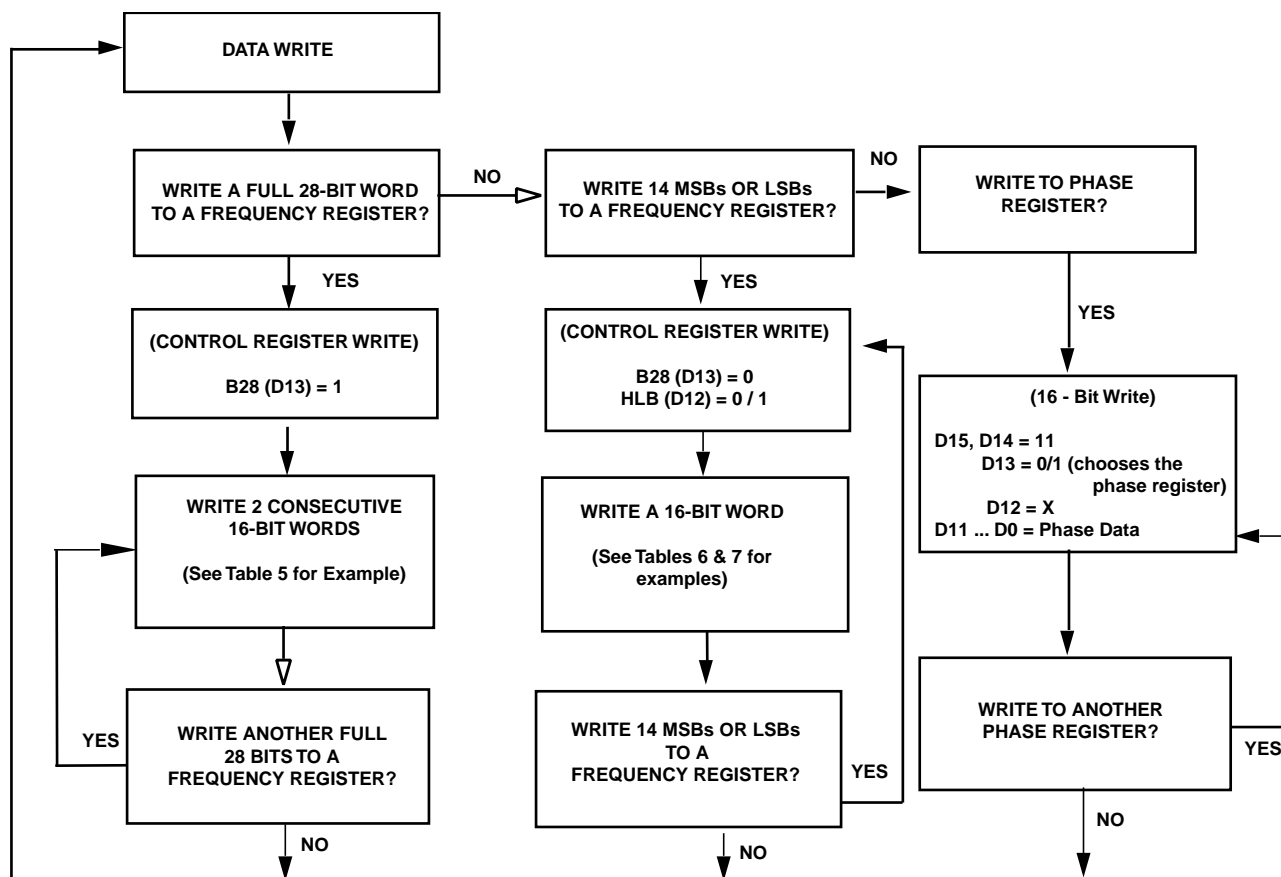 DATA WRITE
WRITE A FULL 28-BIT WORD
TO A FREQUENCY REGISTER?
NO
WRITE 14 MSBs OR LSBs
TO A FREQUENCY REGISTER?
NO
WRITE TO PHASE
REGISTER?
YES
YES
YES
(CONTROL REGISTER WRITE)
B28 (D13) = 1
(CONTROL REGISTER WRITE)
B28 (D13) = 0
HLB (D12) = 0 / 1
(16 - Bit Write)
D15, D14 = 11
D13 = 0/1 (chooses the
phase register)
D12 = X
D11 ... D0 = Phase Data
WRITE 2 CONSECUTIVE
16-BIT WORDS
(See Table 5 for Example)
WRITE A 16-BIT WORD
(See Tables 6 & 7 for
examples)
WRITE ANOTHER FULL
28 BITS TO A
FREQUENCY REGISTER?
YES
NO
WRITE 14 MSBs OR LSBs
TO A
FREQUENCY REGISTER?
YES
NO
WRITE TO ANOTHER
PHASE REGISTER?
YES
NO